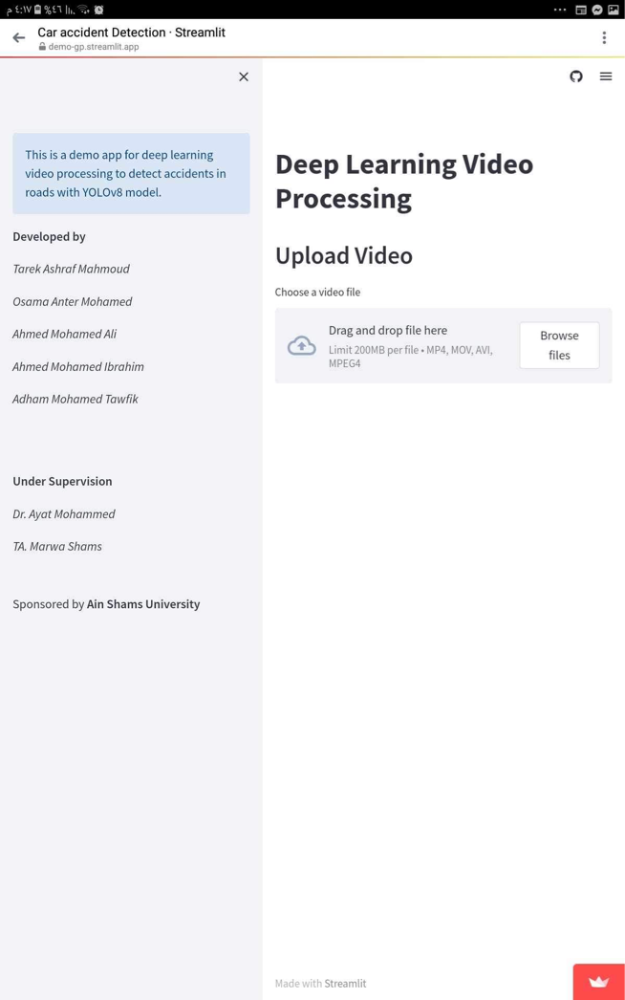 م ٤:١٧ %٤٦
Car accident Detection · Streamlit
demo-gp.streamlit.app
This is a demo app for deep learning
video processing to detect accidents in
roads with YOLOv8 model.
Developed by
Tarek Ashraf Mahmoud
Osama Anter Mohamed
Ahmed Mohamed Ali
Ahmed Mohamed Ibrahim
Adham Mohamed Tawfik
Under Supervision
Dr. Ayat Mohammed
TA. Marwa Shams
Sponsored by Ain Shams University
Deep Learning Video
Processing
Upload Video
Choose a video file
Drag and drop file here
Limit 200MB per file • MP4, MOV, AVI,
MPEG4
Browse
files
Made with Streamlit